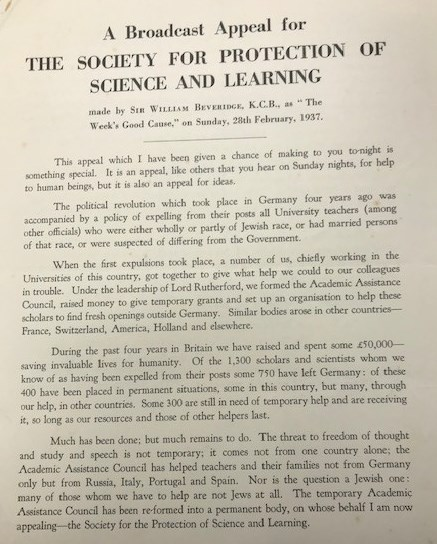 A Broadcast Appeal for
THE SOCIETY FOR PROTECTION OF
SCIENCE AND LEARNING
made by SIR WILLIAM BEVERIDGE, K.C.B., as "The
Week's Good Cause," on Sunday, 28th February, 1937.
This appeal which I have been given a chance of making to you to-night is
something special. It is an appeal, like others that you hear on Sunday nights, for help
to human beings, but it is also an appeal for ideas.
The political revolution which took place in Germany four years ago was
accompanied by a policy of expelling from their posts all University teachers (among
other officials) who were either wholly or partly of Jewish race, or had married persons
of that race, or were suspected of differing from the Government.
When the first expulsions took place, a number of us, chiefly working in the
Universities of this country, got together to give what help we could to our colleagues
in trouble. Under the leadership of Lord Rutherford, we formed the Academic Assistance
Council, raised money to give temporary grants and set up an organisation to help these
scholars to find fresh openings outside Germany. Similar bodies arose in other countries—
France, Switzerland, America, Holland and elsewhere.
During the past four years in Britain we have raised and spent some £50,000—
saving invaluable lives for humanity. Of the 1,300 scholars and scientists whom we
know of as having been expelled from their posts some 750 have left Germany: of these
400 have been placed in permanent situations, some in this country, but many, through
our help, in other countries. Some 300 are still in need of temporary help and are receiving
it, so long as our resources and those of other helpers last.
Much has been done; but much remains to do. The threat to freedom of thought
and study and speech is not temporary; it comes not from one country alone; the
Academic Assistance Council has helped teachers and their families not from Germany
only but from Russia, Italy, Portugal and Spain. Nor is the question a Jewish one:
many of those whom we have to help are not Jews at all. The temporary Academic
Assistance Council has been re-formed into a permanent body, on whose behalf I am now
appealing—the Society for the Protection of Science and Learning.